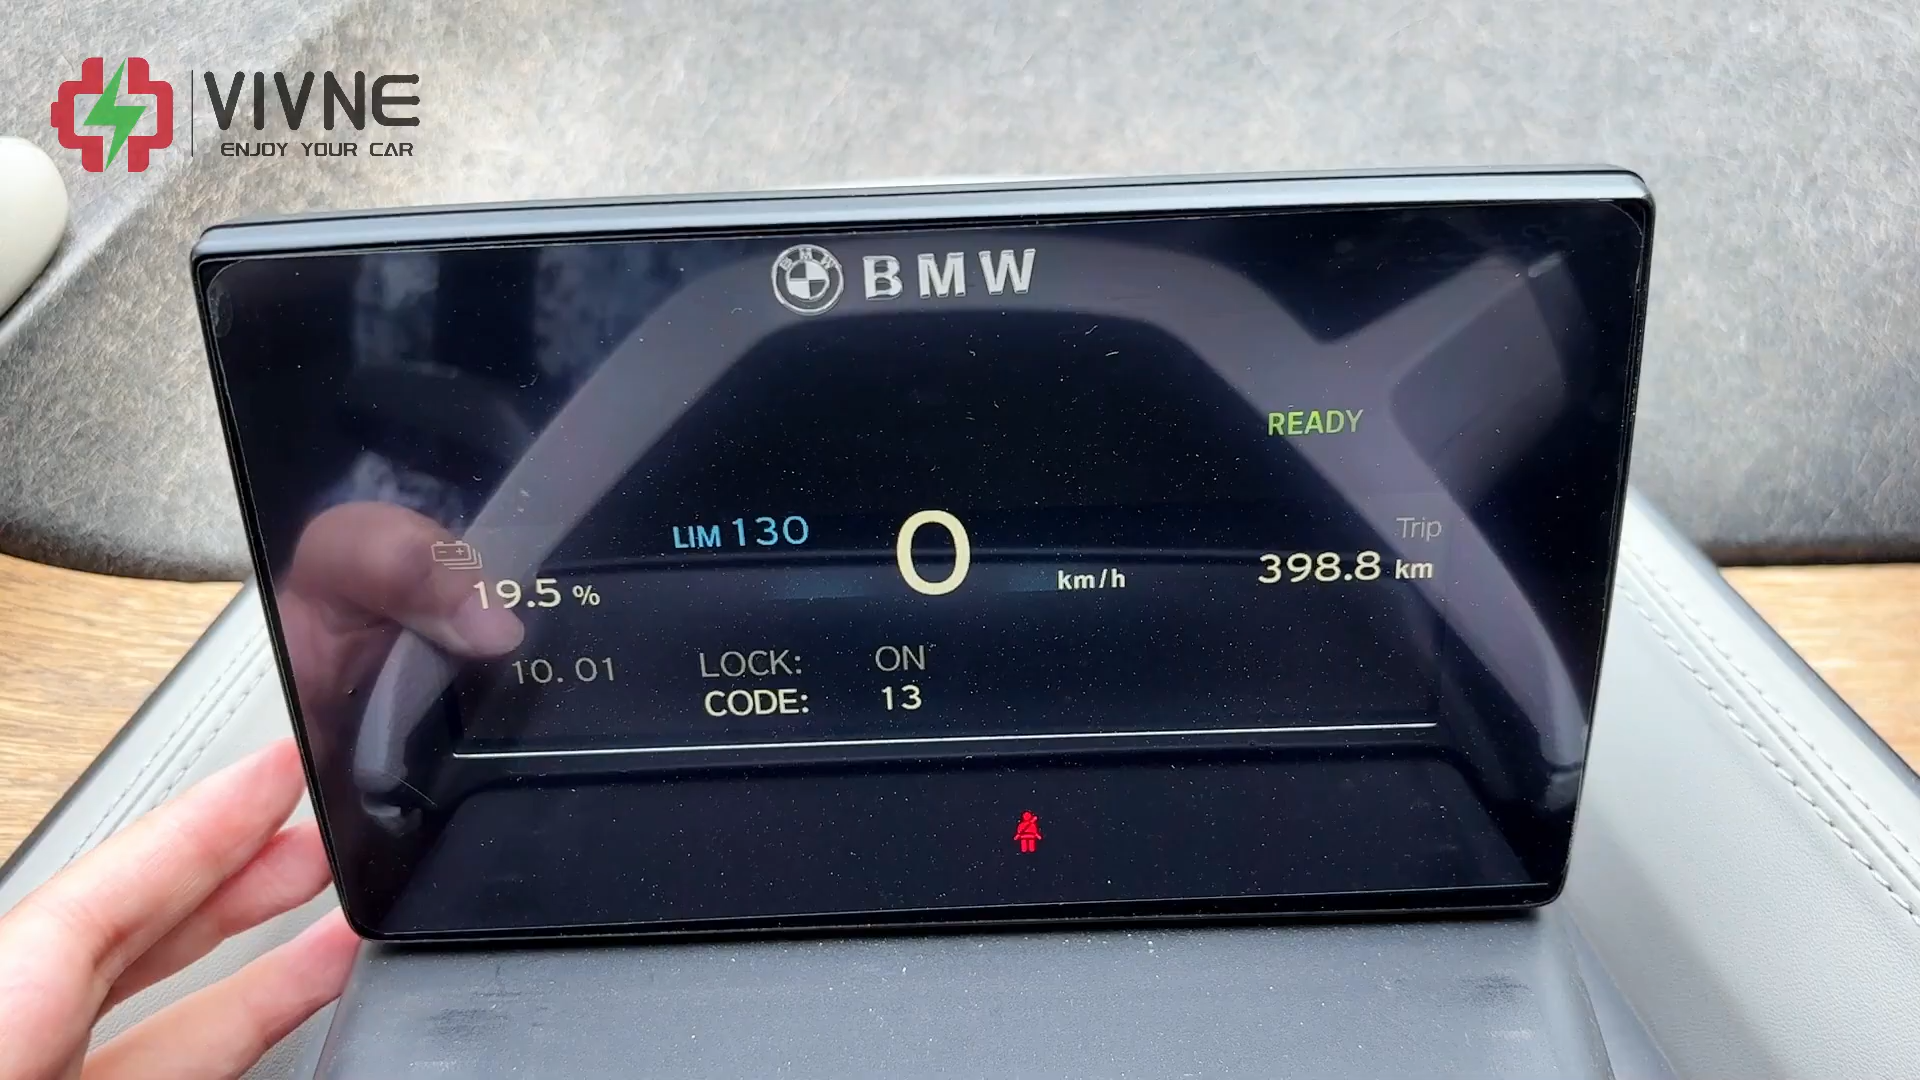 VIVNE
ENJOY YOUR CAR
BMW
BMW
READY
LIM 130
0
km/h
Trip
398.8 km
19.5 %
10.01
LOCK: ON
CODE: 13